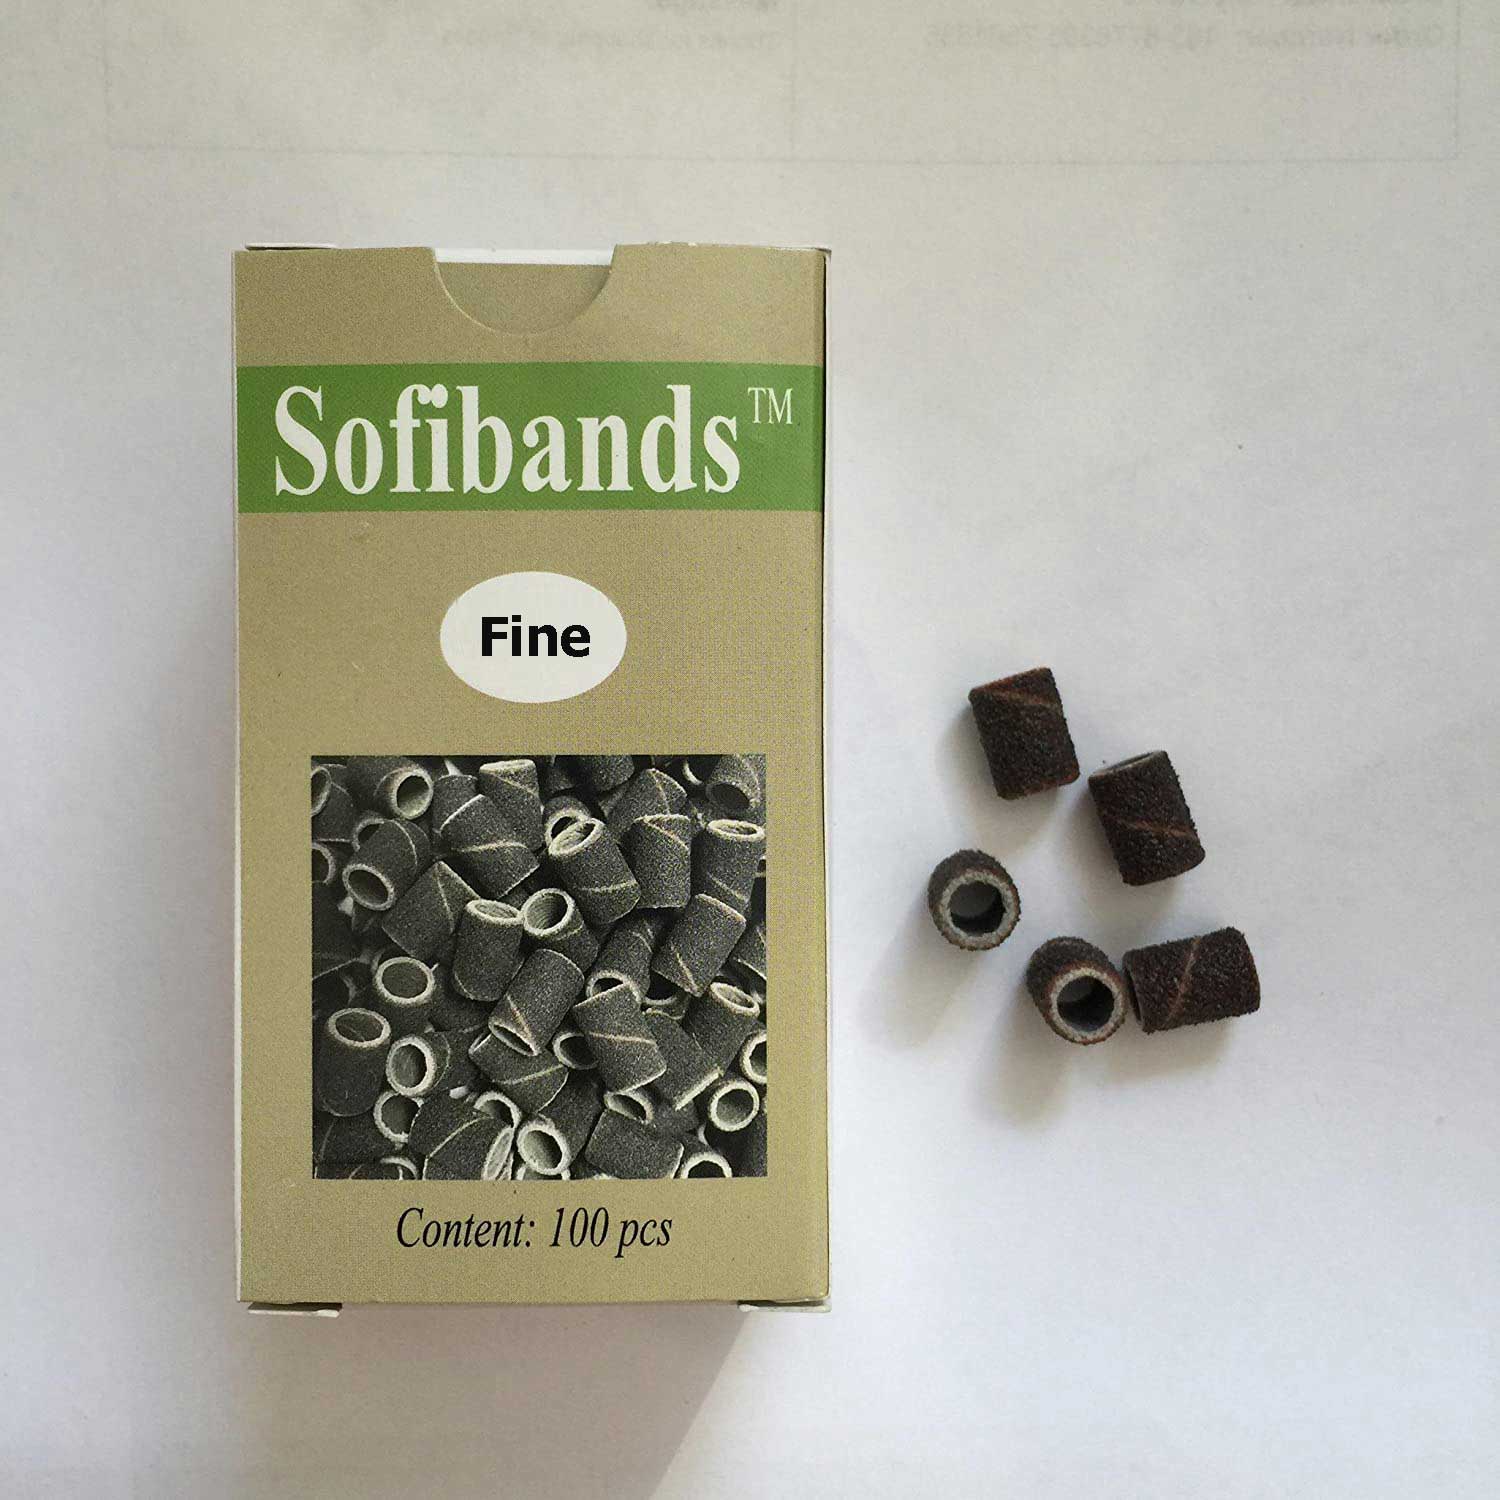 Sofibands™
Fine
Content: 100 pcs